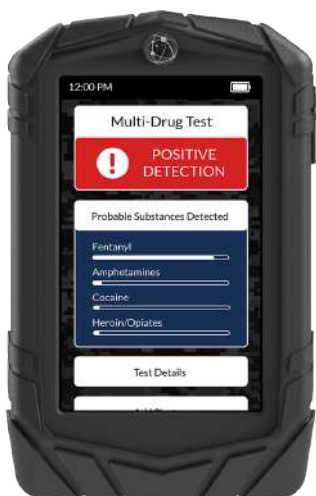 12:00 PM
Multi-Drug Test
!
POSITIVE
DETECTION
Probable Substances Detected
Fentanyl
Amphetamines
Cocaine
Heroin/Opiates
Test Details